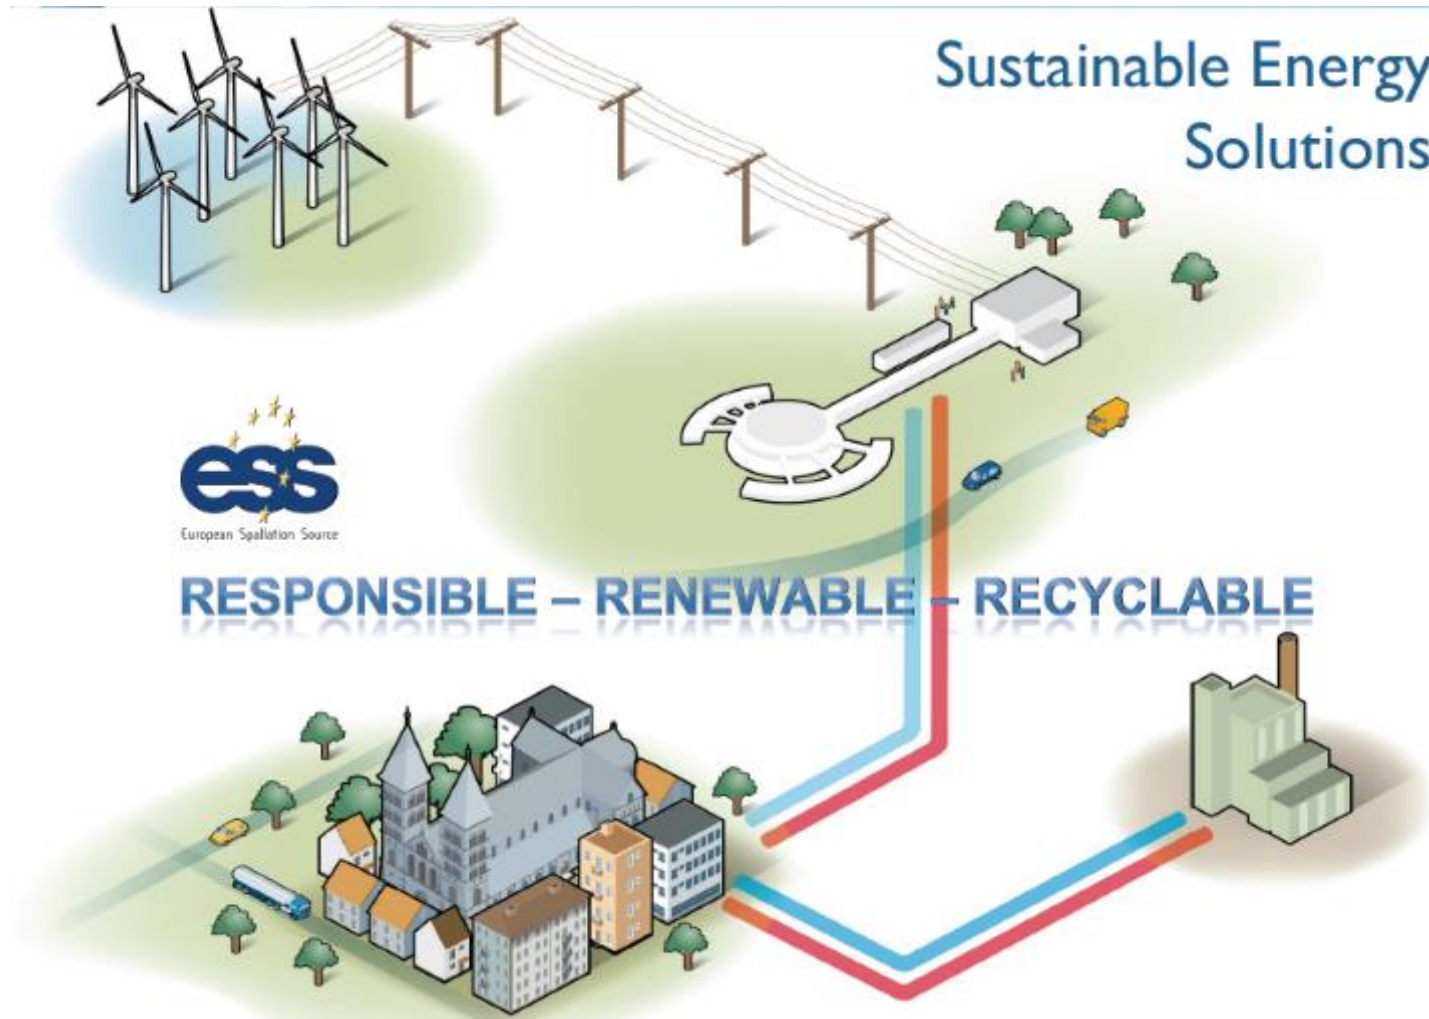 Sustainable Energy
Solutions
ess
European Spallation Source
RESPONSIBLE – RENEWABLE – RECYCLABLE